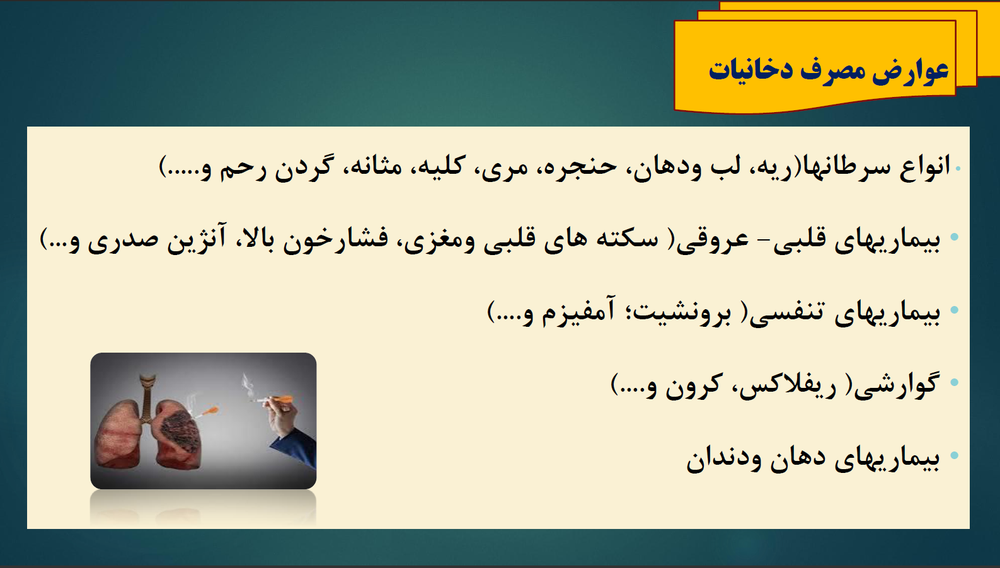 عوارض مصرف دخانیات
• انواع سرطانها(ریه، لب ودهان، حنجره، مری، کلیه، مثانه، گردن رحم و.....)
• بیماریهای قلبی– عروقی( سکته های قلبی ومغزی، فشارخون بالا، آنژین صدری و...)
• بیماریهای تنفسی( برونشیت؛ آمفیزم و....)
• گوارشی( ریفلاکس، کرون و....)
• بیماریهای دهان ودندان